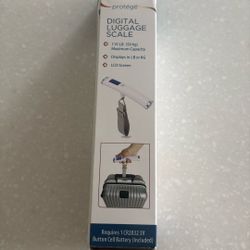 protégé
DIGITAL
LUGGAGE
SCALE
110 LB (50 Kg)
Maximum Capacity
Displays in LB or KG
LCD Screen
Requires 1 CR2032 3V
Button Cell Battery (Included)